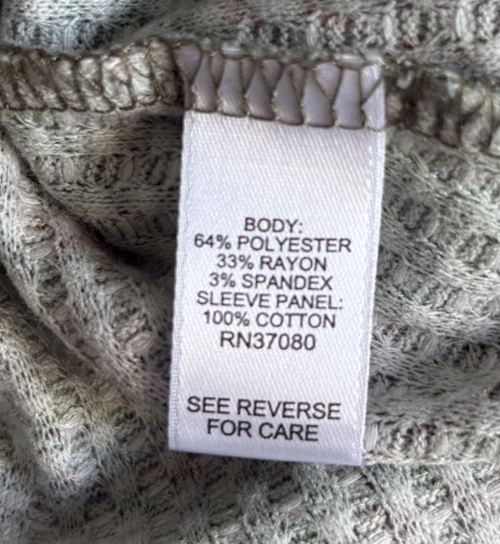 BODY:
64% POLYESTER
33% RAYON
3% SPANDEX
SLEEVE PANEL:
100% COTTON
RN37080
SEE REVERSE
FOR CARE